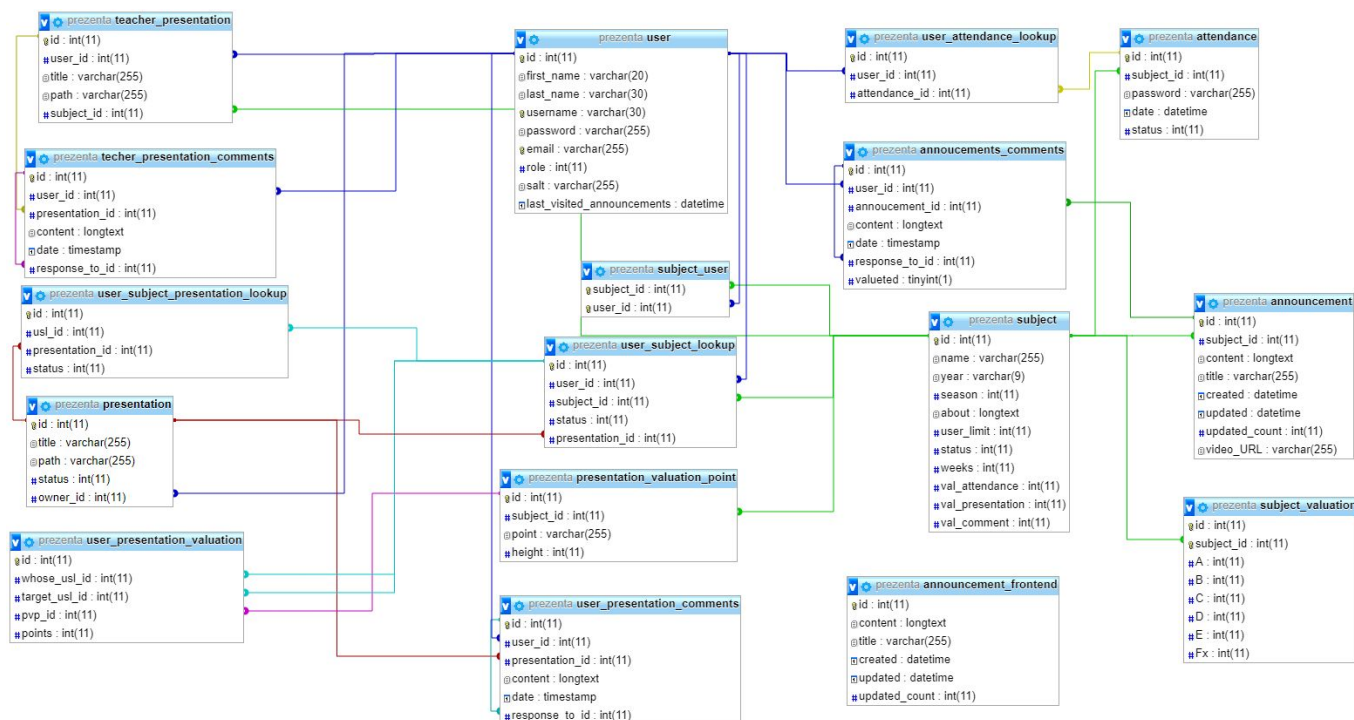 prezenta teacher_presentation
id : int(11)
user_id : int(11)
title : varchar(255)
path : varchar(255)
subject_id : int(11)
prezenta techer_presentation_comments
id : int(11)
user_id : int(11)
presentation_id : int(11)
content : longtext
date : timestamp
response_to_id : int(11)
prezenta user_subject_presentation_lookup
id : int(11)
usl_id : int(11)
presentation_id : int(11)
status : int(11)
prezenta presentation
id : int(11)
title : varchar(255)
path : varchar(255)
status : int(11)
owner_id : int(11)
prezenta user_presentation_valuation
id : int(11)
whose_usl_id : int(11)
target_usl_id : int(11)
pvp_id : int(11)
points : int(11)
prezenta user
id : int(11)
first_name : varchar(20)
last_name : varchar(30)
username : varchar(30)
password : varchar(255)
email : varchar(255)
role : int(11)
salt : varchar(255)
last_visited_announcements : datetime
prezenta subject_user
subject_id : int(11)
user_id : int(11)
prezenta user_subject_lookup
id : int(11)
user_id : int(11)
subject_id : int(11)
status : int(11)
presentation_id : int(11)
prezenta presentation_valuation_point
id : int(11)
subject_id : int(11)
point : varchar(255)
height : int(11)
prezenta user_presentation_comments
id : int(11)
user_id : int(11)
presentation_id : int(11)
content : longtext
date : timestamp
response_to_id : int(11)
prezenta user_attendance_lookup
id : int(11)
user_id : int(11)
attendance_id : int(11)
prezenta attendance
id : int(11)
subject_id : int(11)
password : varchar(255)
date : datetime
status : int(11)
prezenta annoucements_comments
id : int(11)
user_id : int(11)
annoucement_id : int(11)
content : longtext
date : timestamp
response_to_id : int(11)
valueted : tinyint(1)
prezenta subject
id : int(11)
name : varchar(255)
year : varchar(9)
season : int(11)
about : longtext
user_limit : int(11)
status : int(11)
weeks : int(11)
val_attendance : int(11)
val_presentation : int(11)
val_comment : int(11)
prezenta announcement
id : int(11)
subject_id : int(11)
content : longtext
title : varchar(255)
created : datetime
updated : datetime
updated_count : int(11)
video_URL : varchar(255)
prezenta subject_valuation
id : int(11)
subject_id : int(11)
A : int(11)
B : int(11)
C : int(11)
D : int(11)
E : int(11)
Fx : int(11)
prezenta announcement_frontend
id : int(11)
content : longtext
title : varchar(255)
created : datetime
updated : datetime
updated_count : int(11)